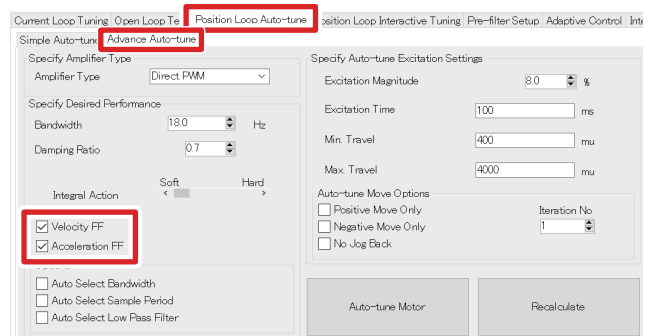 Current Loop Tuning Open Loop Te Position Loop Auto-tune osition Loop Interactive Tuning Pre-filter Setup Adaptive Control Inte
Simple Auto-tune Advance Auto-tune
Specify Amplifier Type
Amplifier Type Direct PWM
Specify Desired Performance
Bandwidth 18.0 Hz
Damping Ratio 0.7
Soft Hard
Integral Action < >
Velocity FF
Acceleration FF
Auto Select Bandwidth
Auto Select Sample Period
Auto Select Low Pass Filter
Specify Auto-tune Excitation Settings
Excitation Magnitude 8.0 %
Excitation Time 100 ms
Min. Travel 400 mu
Max. Travel 4000 mu
Auto-tune Move Options
Positive Move Only Iteration No
Negative Move Only 1
No Jog Back
Auto-tune Motor Recalculate